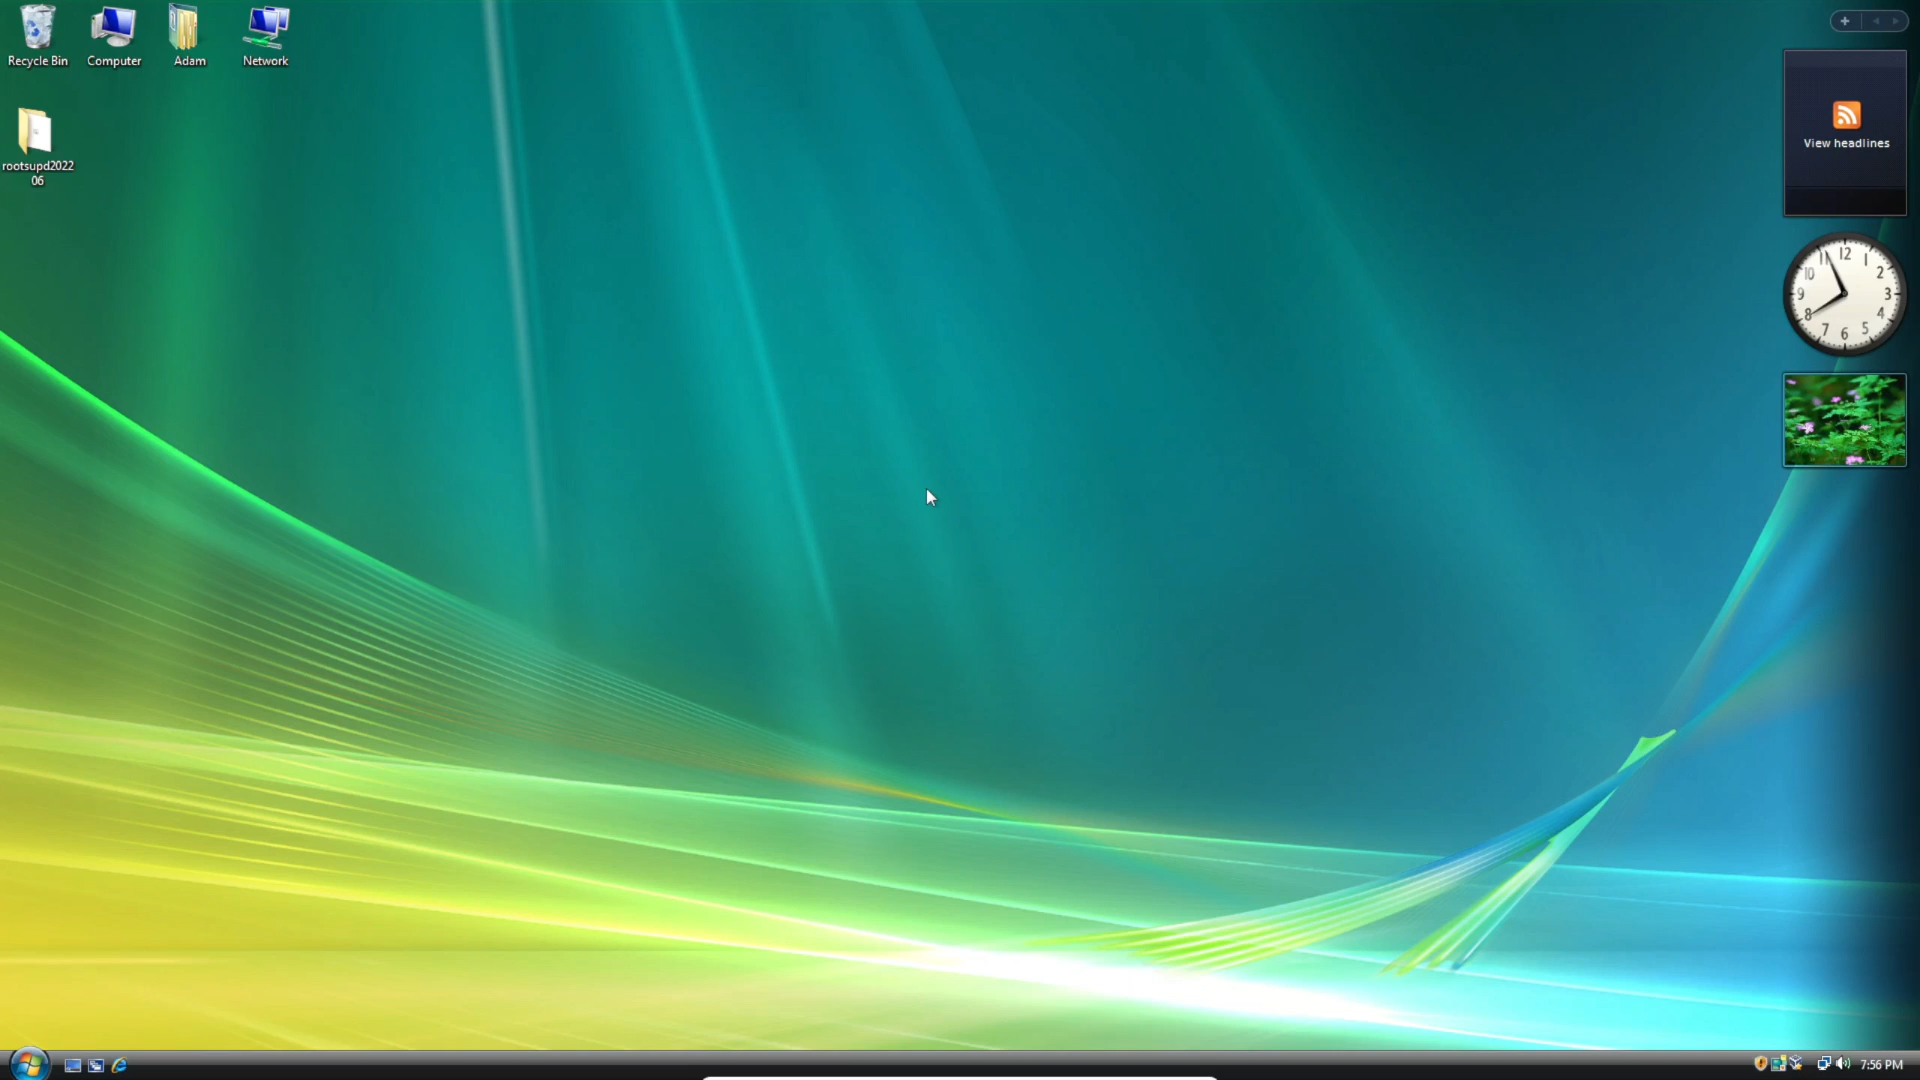 Recycle Bin
Computer
Adam
Network
rootsupd2022
06
View headlines
12
1
2
3
4
5
6
7
8
9
10
11
7:56 PM